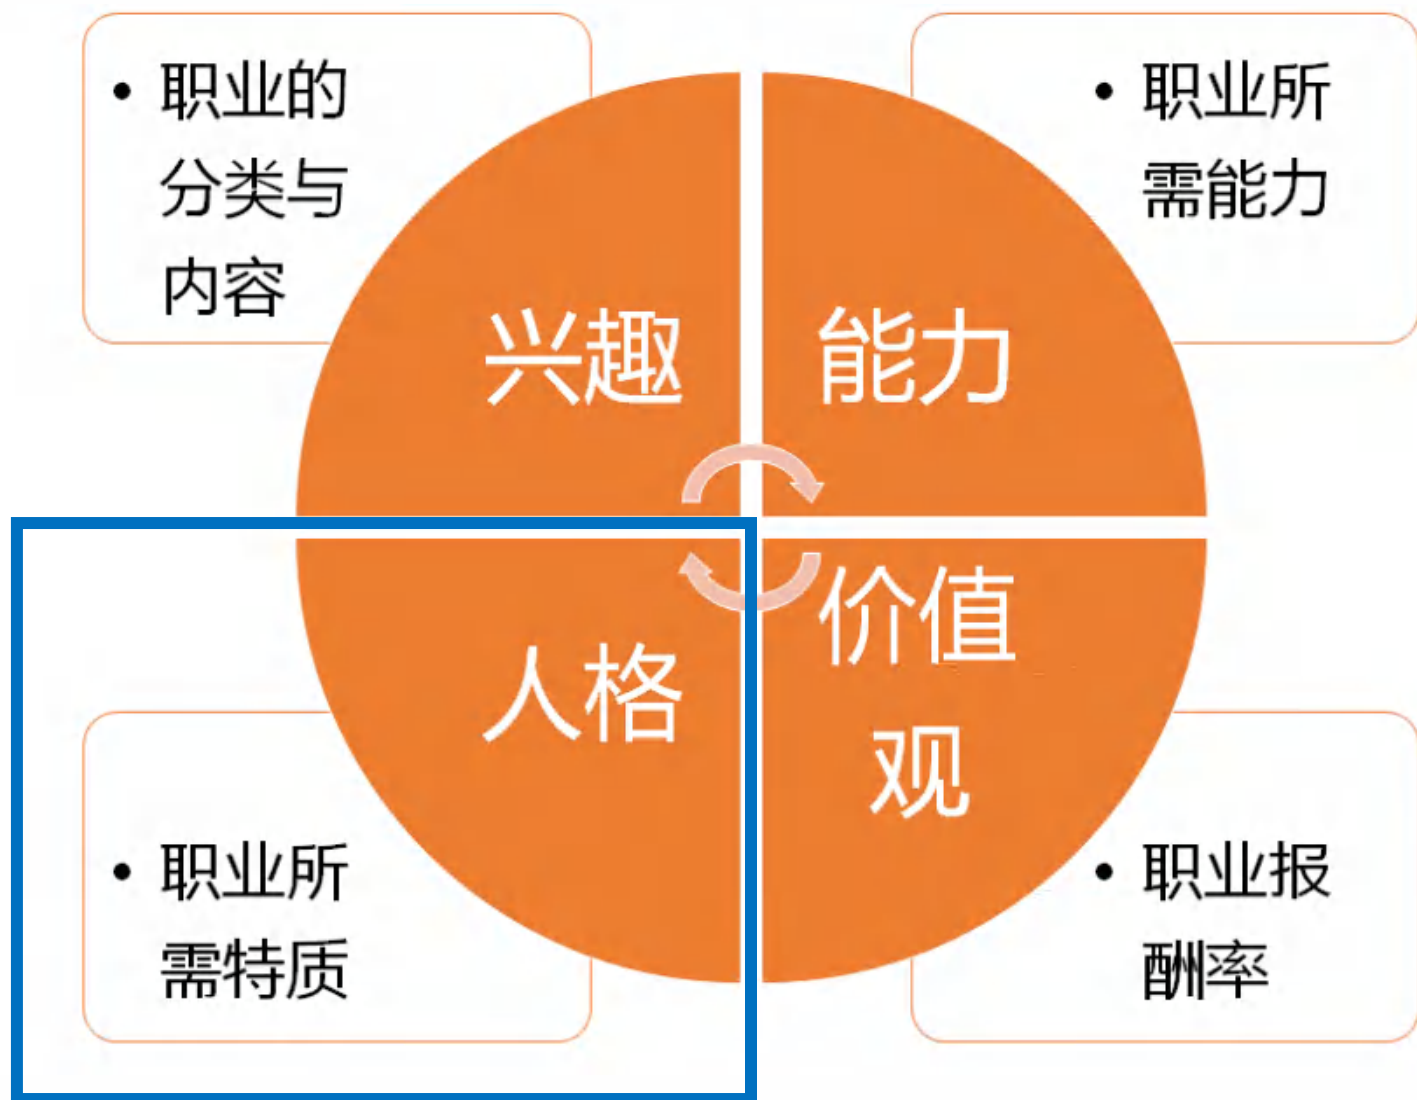 • 职业的
分类与
内容
• 职业所
需能力
兴趣
能力
人格
价值
观
• 职业所
需特质
• 职业报
酬率